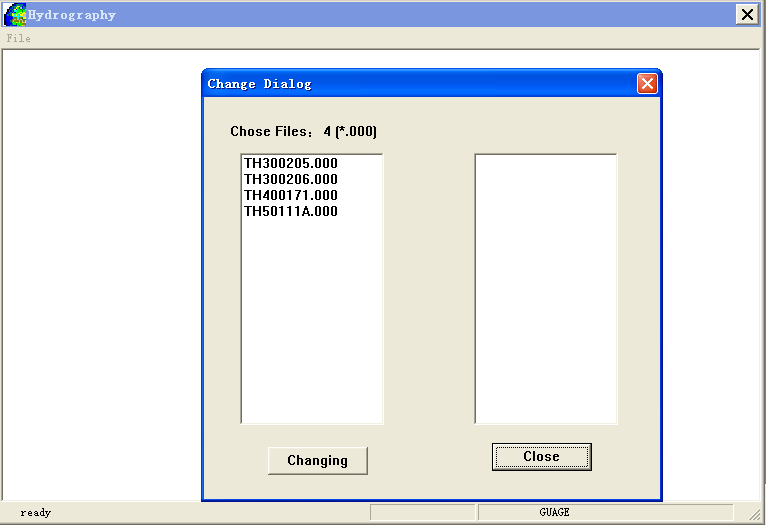 Hydrography
File
Change Dialog
Chose Files： 4 (*.000)
TH300205.000
TH300206.000
TH400171.000
TH50111A.000
Changing
Close
ready
GUAGE